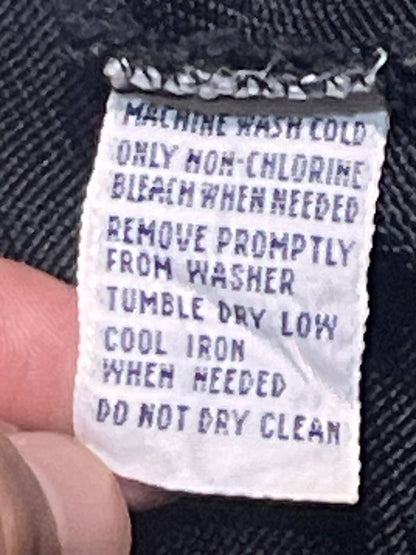 MACHINE WASH COLD
ONLY NON-CHLORINE
BLEACH WHEN NEEDED
REMOVE PROMPTLY
FROM WASHER
TUMBLE DRY LOW
COOL IRON
WHEN NEEDED
DO NOT DRY CLEAN